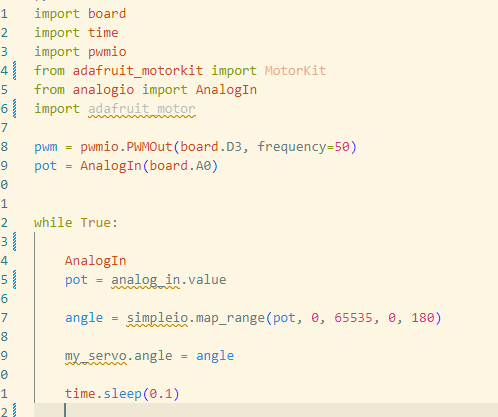 1 import board
2 import time
3 import pwmio
4 from adafruit_motorkit import MotorKit
5 from analogio import AnalogIn
6 import adafruit_motor
7
8 pwm = pwmio.PWMOut(board.D3, frequency=50)
9 pot = AnalogIn(board.A0)
0
1
2 while True:
3
4 AnalogIn
5 pot = analog_in.value
6
7 angle = simpleio.map_range(pot, 0, 65535, 0, 180)
8
9 my_servo.angle = angle
0
1 time.sleep(0.1)
2